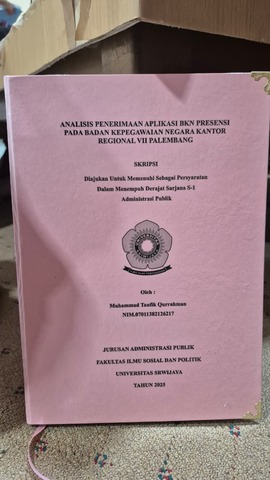 ANALISIS PENERIMAAN APLIKASI BKN PRESENSI
PADA BADAN KEPEGAWAIAN NEGARA KANTOR
REGIONAL VII PALEMBANG
SKRIPSI
Diajukan Untuk Memenuhi Sebagai Persyaratan
Dalam Menempuh Derajat Sarjana S-1
Administrasi Publik
Oleh :
Muhammad Taufik Qurrahman
NIM.07011382126217
JURUSAN ADMINISTRASI PUBLIK
FAKULTAS ILMU SOSIAL DAN POLITIK
UNIVERSITAS SRWIJAYA
TAHUN 2025